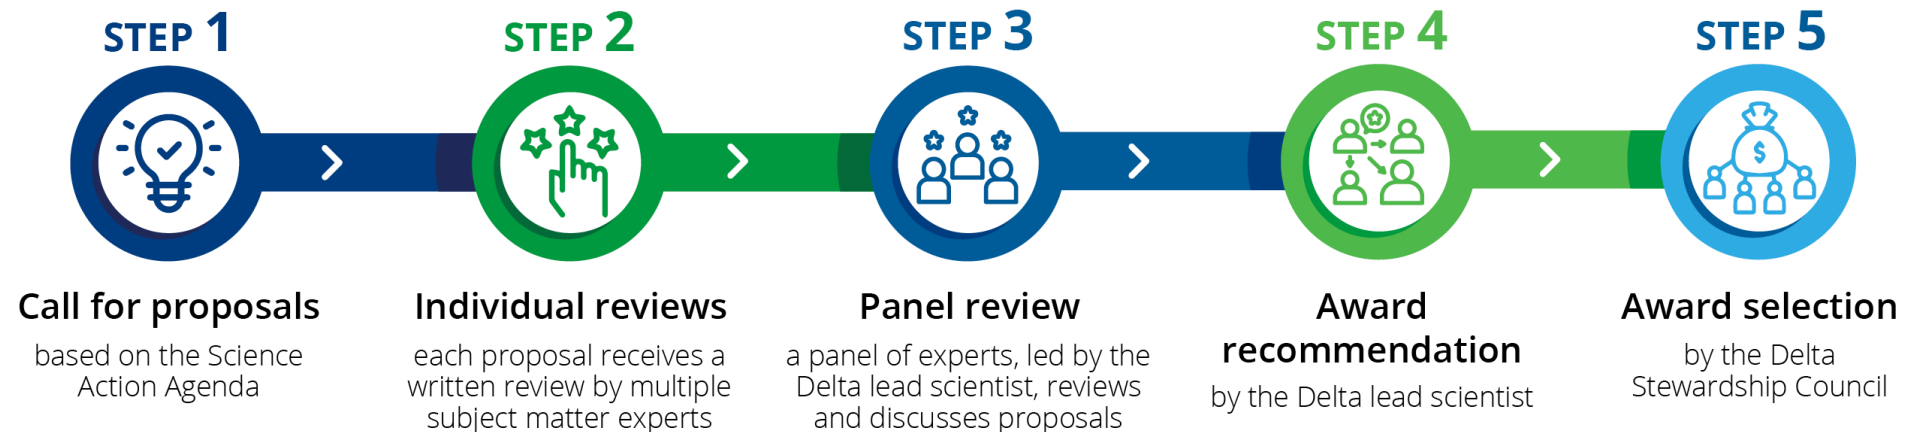 STEP 1
Call for proposals
based on the Science
Action Agenda
STEP 2
Individual reviews
each proposal receives a
written review by multiple
subject matter experts
STEP 3
Panel review
a panel of experts, led by the
Delta lead scientist, reviews
and discusses proposals
STEP 4
Award
recommendation
by the Delta lead scientist
STEP 5
$
Award selection
by the Delta
Stewardship Council